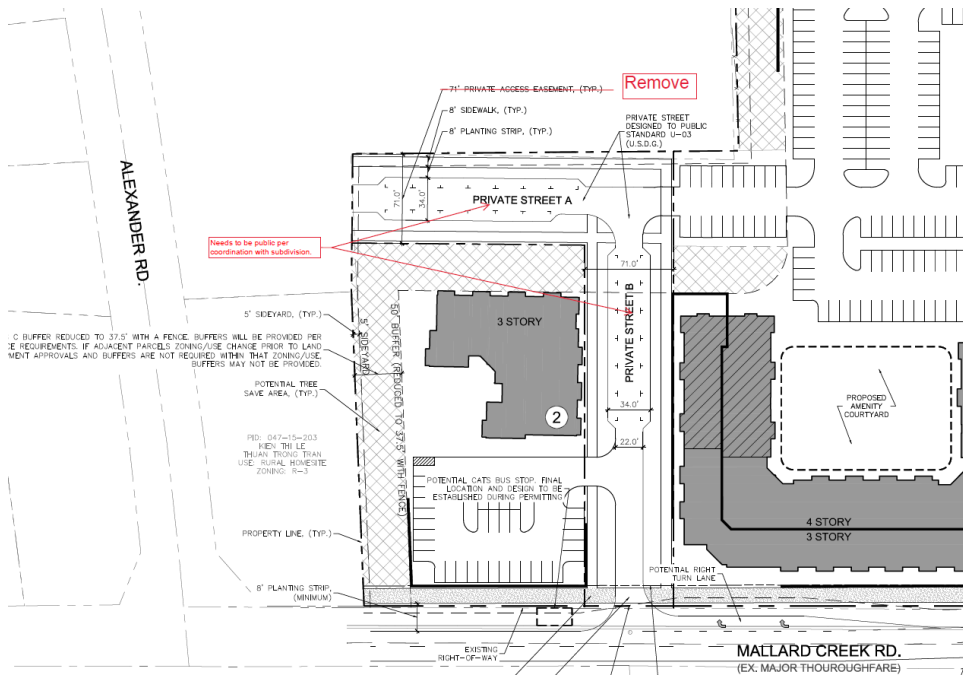 71' PRIVATE ACCESS EASEMENT, (TYP.)
Remove
8' SIDEWALK, (TYP.)
8' PLANTING STRIP, (TYP.)
PRIVATE STREET
DESIGNED TO PUBLIC
STANDARD U-03
(U.S.D.G.)
ALEXANDER RD.
71.0'
34.0'
PRIVATE STREET A
Needs to be public per
coordination with subdivision.
71.0'
5' SIDEYARD, (TYP.)
C BUFFER REDUCED TO 37.5' WITH A FENCE. BUFFERS WILL BE PROVIDED PER
CE REQUIREMENTS. IF ADJACENT PARCELS ZONING/USE CHANGE PRIOR TO LAND
MENT APPROVALS AND BUFFERS ARE NOT REQUIRED WITHIN THAT ZONING/USE,
BUFFERS MAY NOT BE PROVIDED.
5' SIDEYARD
50' BUFFER (REDUCED TO 37.5' WITH FENCE)
3 STORY
2
PRIVATE STREET B
34.0'
22.0'
POTENTIAL TREE
SAVE AREA, (TYP.)
PROPOSED
AMENITY
COURTYARD
PID: 047-15-203
KIEN THI LE
THUAN TRONG TRAN
USE: RURAL HOMESITE
ZONING: R-3
POTENTIAL CATS BUS STOP. FINAL
LOCATION AND DESIGN TO BE
ESTABLISHED DURING PERMITTING
4 STORY
3 STORY
PROPERTY LINE, (TYP.)
POTENTIAL RIGHT
TURN LANE
8' PLANTING STRIP,
(MINIMUM)
EXISTING
RIGHT-OF-WAY
MALLARD CREEK RD.
(EX. MAJOR THOUROUGHFARE)